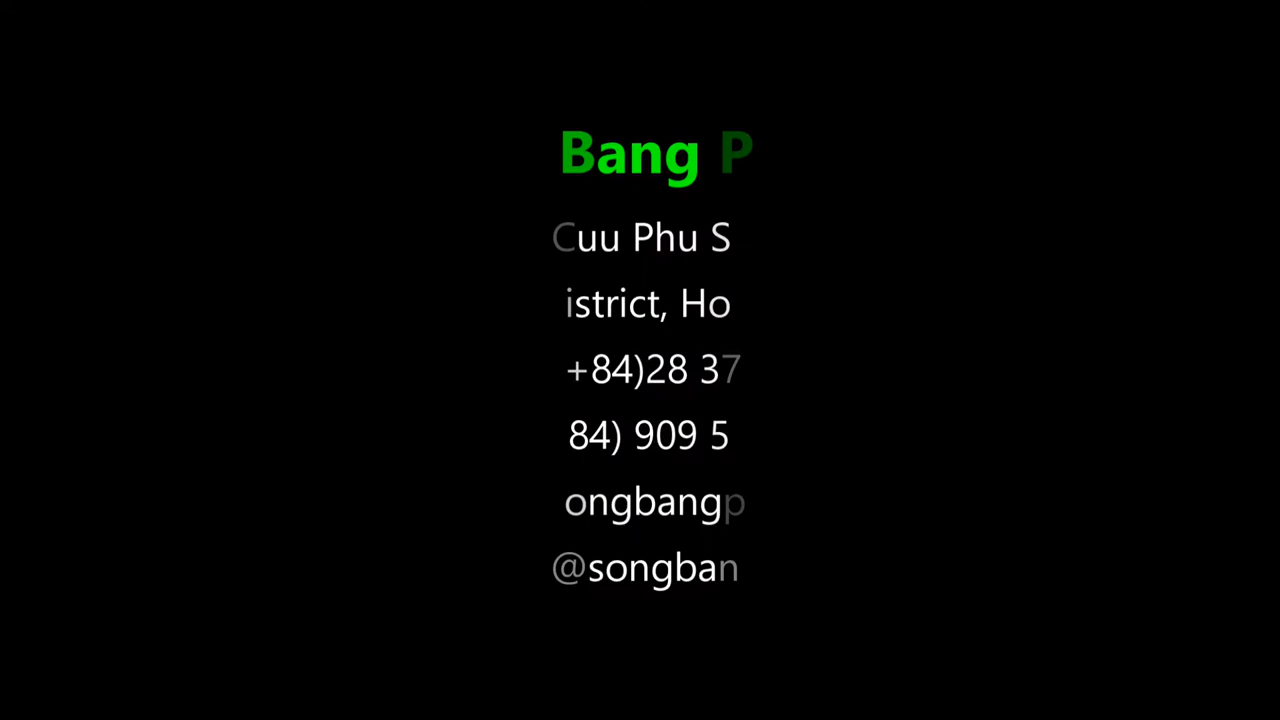 Bang P
Cuu Phu S
istrict, Ho
+84)28 37
84) 909 5
ongbangp
@songban